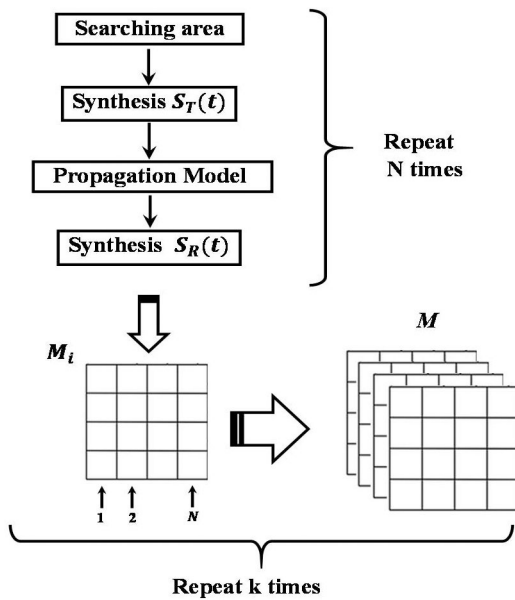 Searching area
Synthesis S_T(t)
Propagation Model
Synthesis S_R(t)
Repeat
N times
M_i
M
1 2 N
Repeat k times